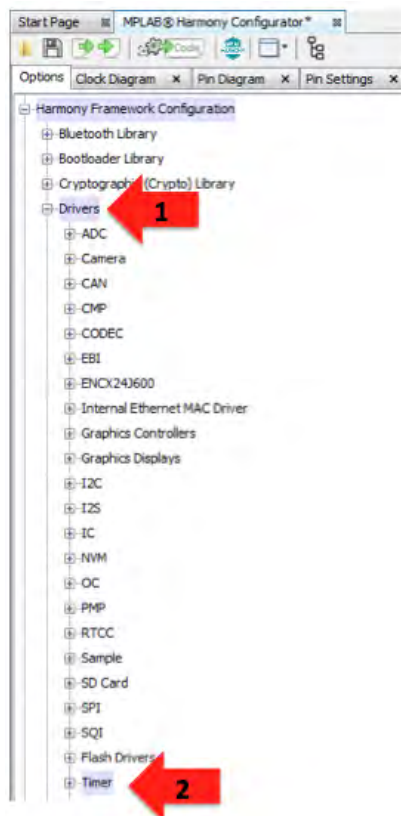 Start Page MPLAB® Harmony Configurator*
Code
Options Clock Diagram Pin Diagram Pin Settings
Harmony Framework Configuration
Bluetooth Library
Bootloader Library
Cryptographic (Crypto) Library
Drivers 1
ADC
Camera
CAN
CMP
CODEC
EBI
ENCX24J600
Internal Ethernet MAC Driver
Graphics Controllers
Graphics Displays
I2C
I2S
IC
NVM
OC
PMP
RTCC
Sample
SD Card
SPI
SQI
Flash Drivers
Timer 2